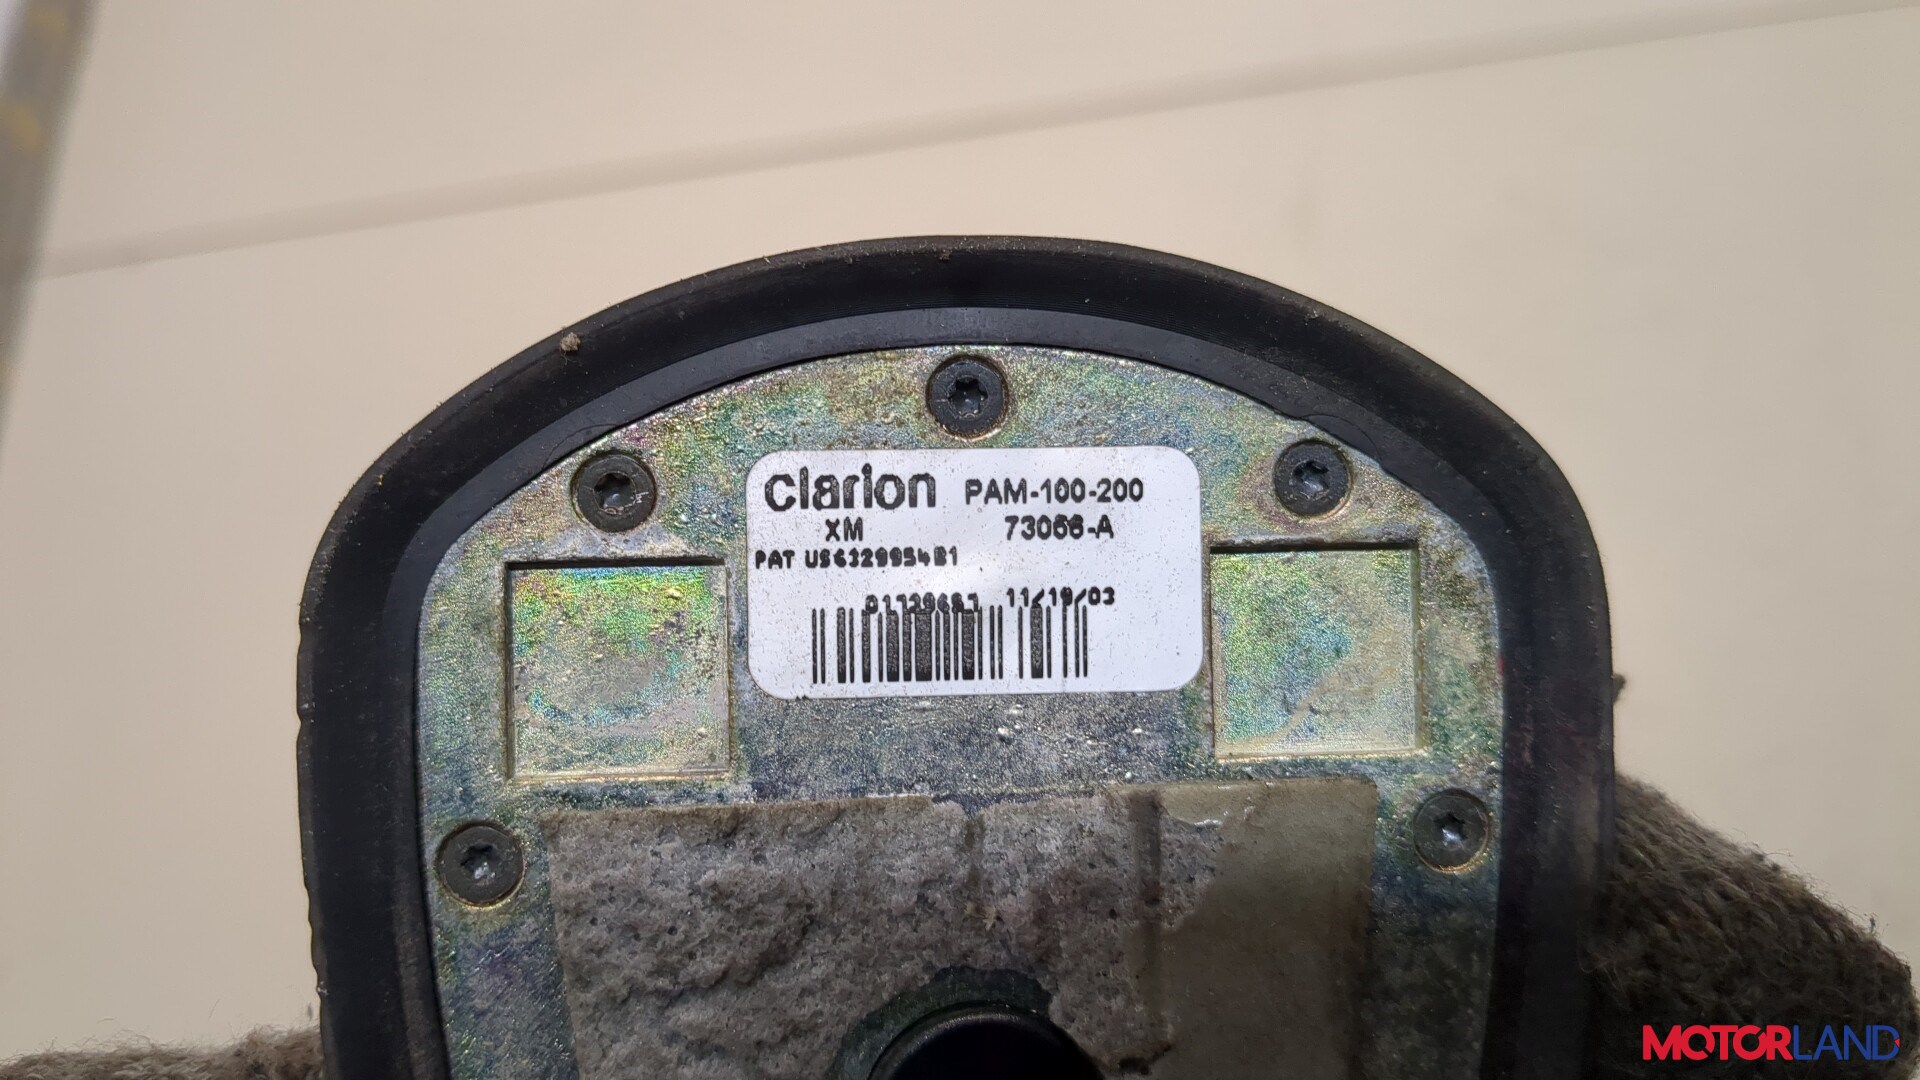 Clarion PAM-100-200
XM 73066-A
PAT US6329954B1
11/19/03
MOTORLAND